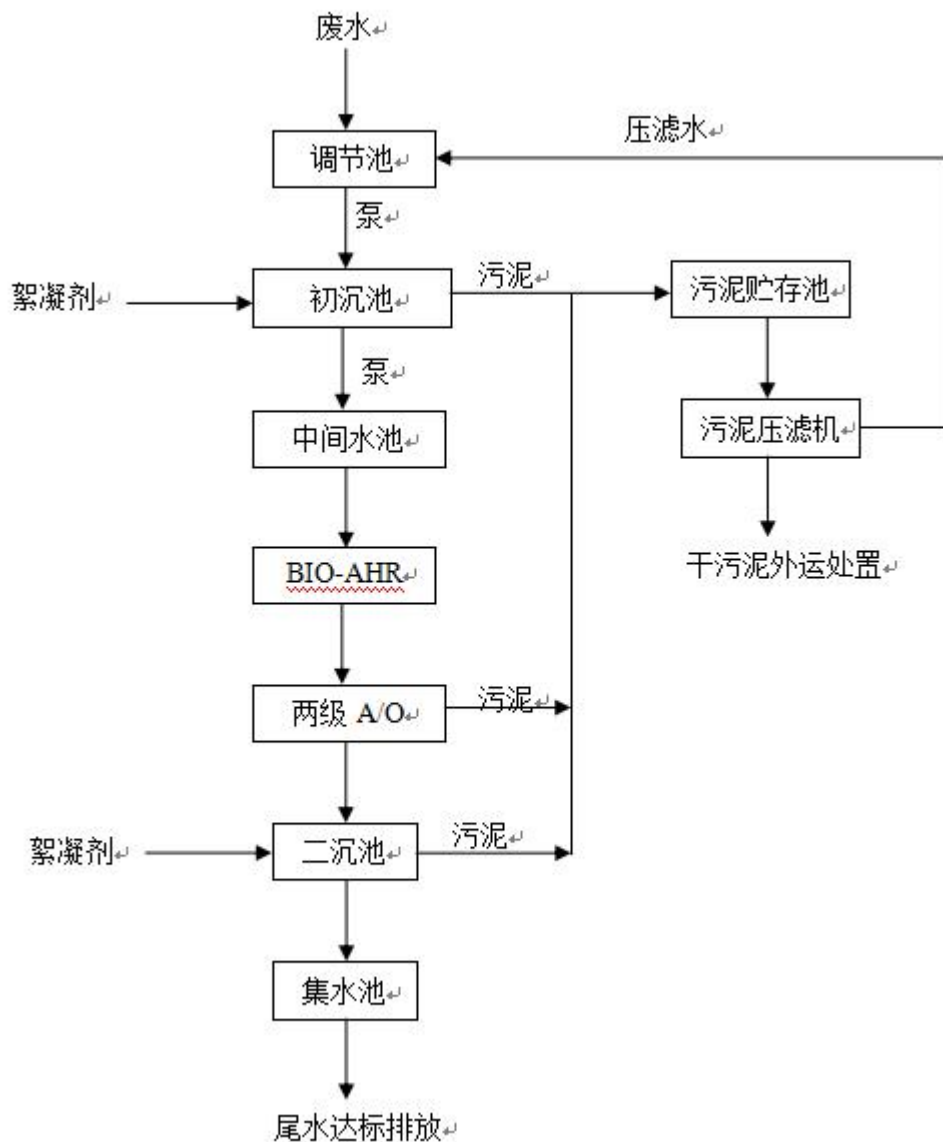 废水
压滤水
调节池
泵
絮凝剂
初沉池
污泥
污泥贮存池
泵
中间水池
污泥压滤机
BIO-AHR
干污泥外运处置
两级 A/O
污泥
絮凝剂
二沉池
污泥
集水池
尾水达标排放